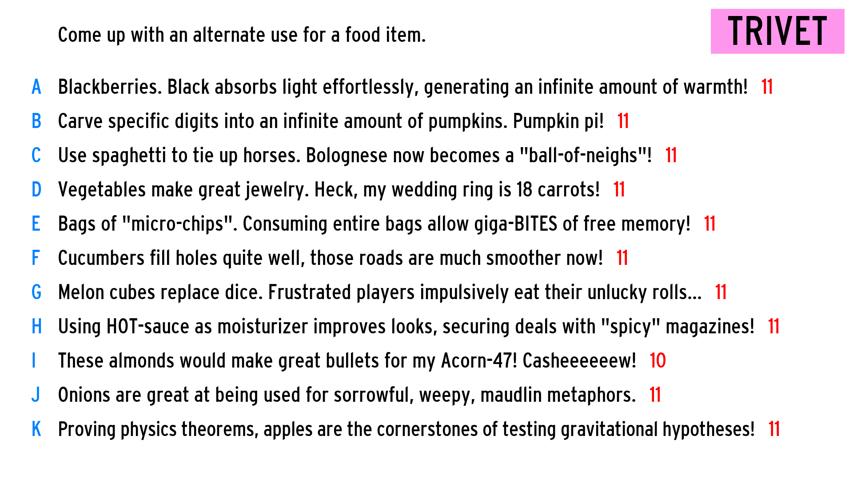 Come up with an alternate use for a food item.
TRIVET
A Blackberries. Black absorbs light effortlessly, generating an infinite amount of warmth! 11
B Carve specific digits into an infinite amount of pumpkins. Pumpkin pi! 11
C Use spaghetti to tie up horses. Bolognese now becomes a "ball-of-neighs"! 11
D Vegetables make great jewelry. Heck, my wedding ring is 18 carrots! 11
E Bags of "micro-chips". Consuming entire bags allow giga-BITES of free memory! 11
F Cucumbers fill holes quite well, those roads are much smoother now! 11
G Melon cubes replace dice. Frustrated players impulsively eat their unlucky rolls... 11
H Using HOT-sauce as moisturizer improves looks, securing deals with "spicy" magazines! 11
I These almonds would make great bullets for my Acorn-47! Casheeeeeew! 10
J Onions are great at being used for sorrowful, weepy, maudlin metaphors. 11
K Proving physics theorems, apples are the cornerstones of testing gravitational hypotheses! 11